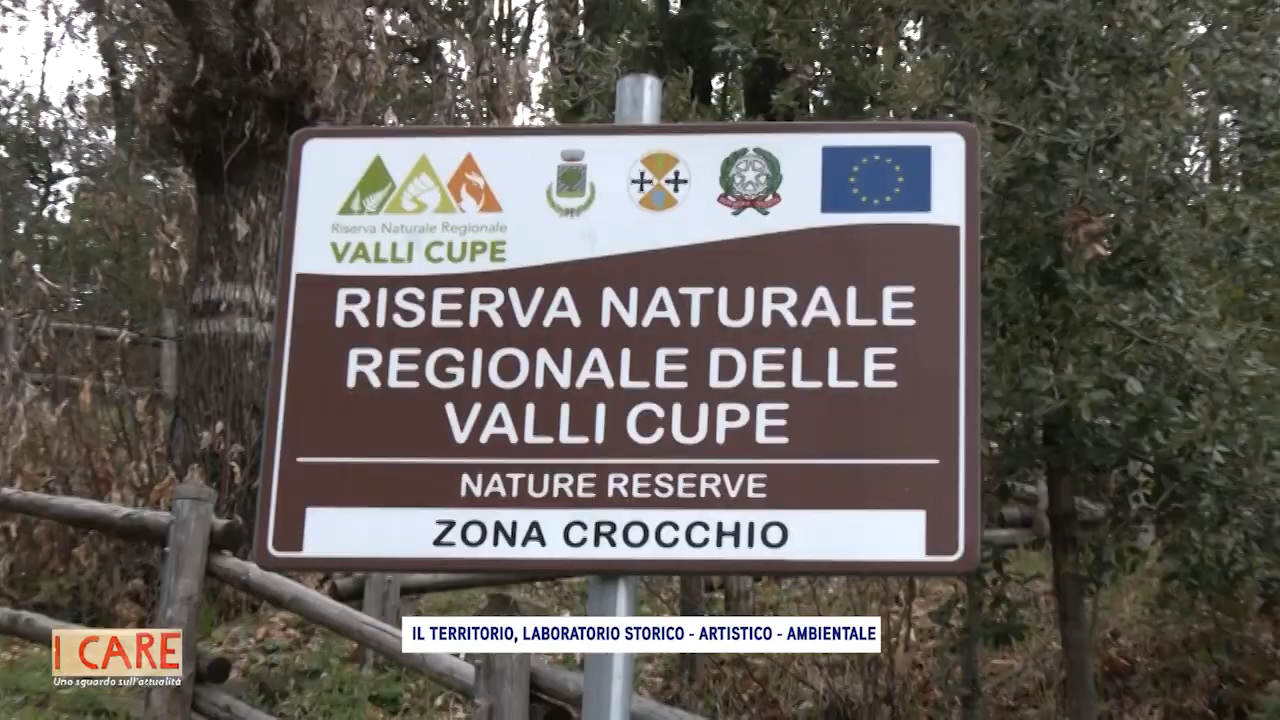 Riserva Naturale Regionale
VALLI CUPE
RISERVA NATURALE
REGIONALE DELLE
VALLI CUPE
NATURE RESERVE
ZONA CROCCHIO
IL TERRITORIO, LABORATORIO STORICO - ARTISTICO - AMBIENTALE
I CARE
Uno sguardo sull'attualità